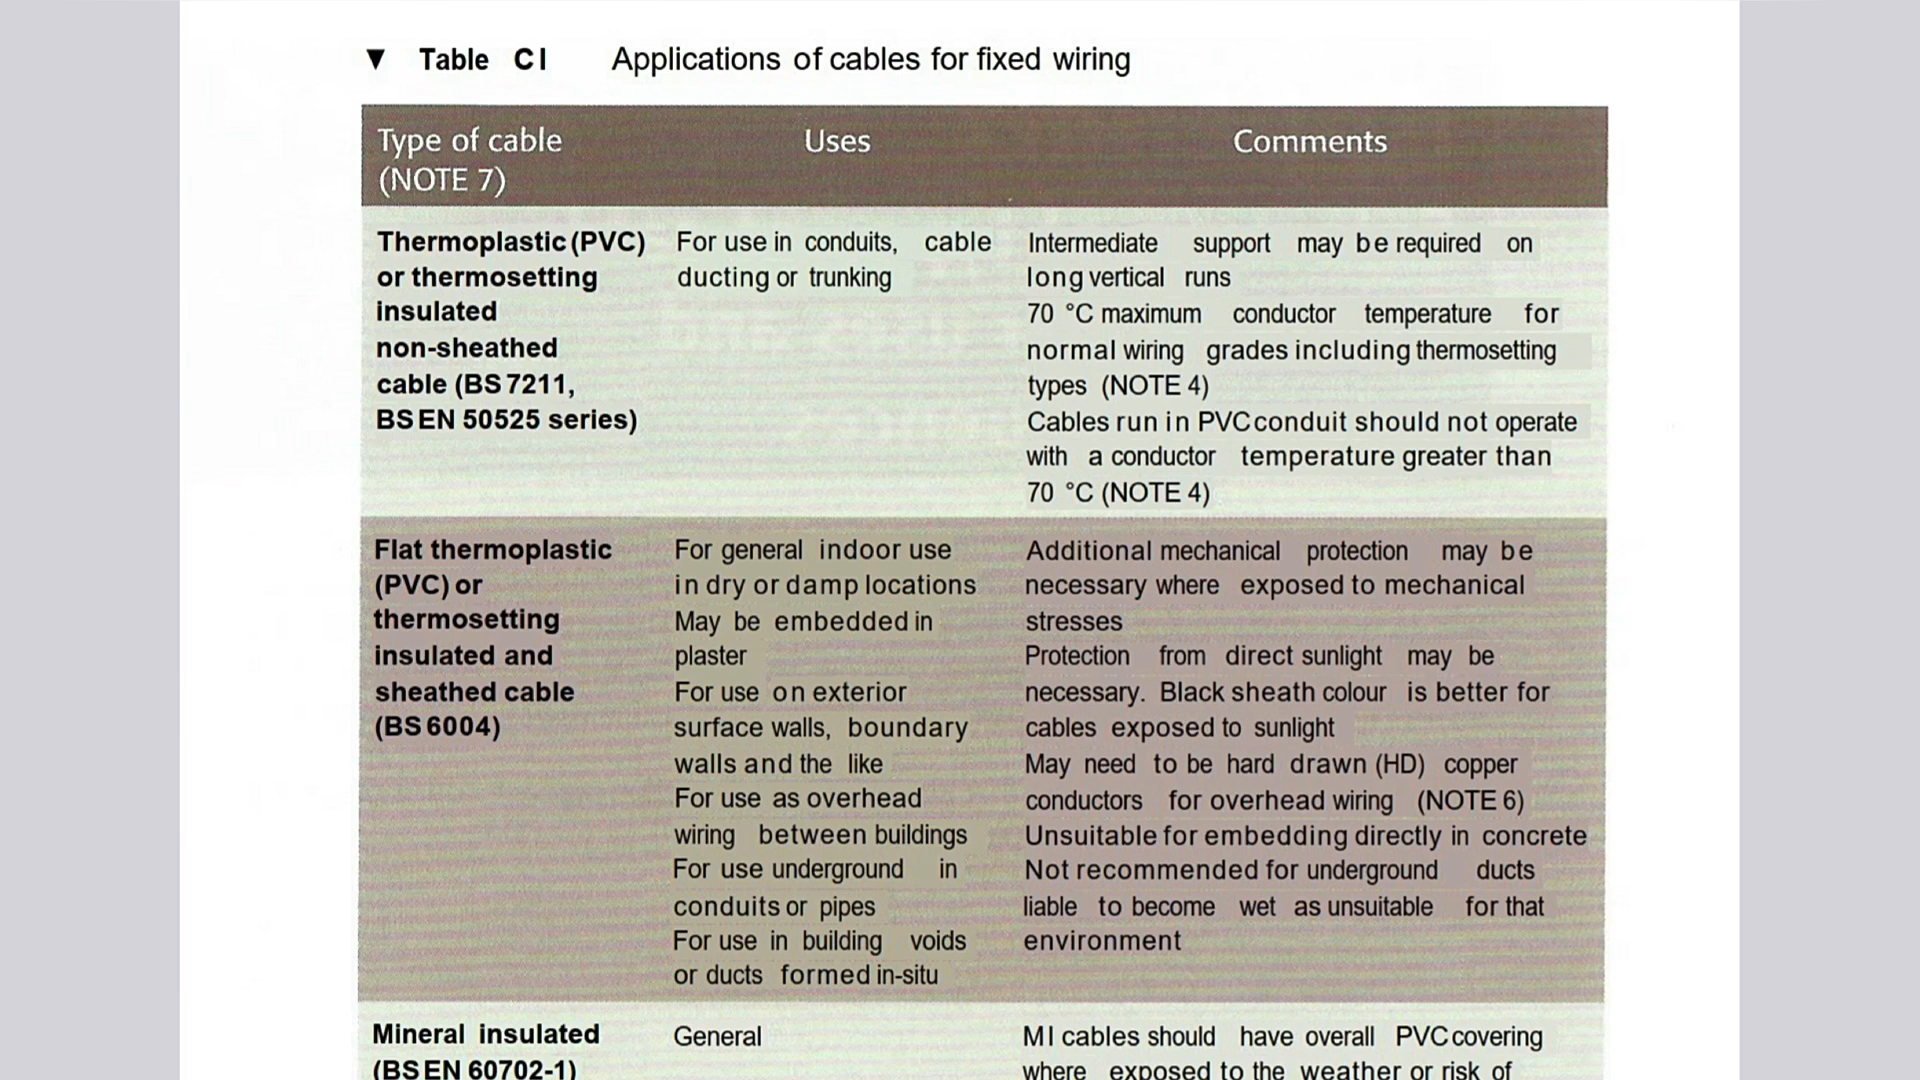 ▼ Table C1 Applications of cables for fixed wiring
Type of cable
(NOTE 7)
Uses
Comments
Thermoplastic (PVC)
or thermosetting
insulated
non-sheathed
cable (BS 7211,
BS EN 50525 series)
For use in conduits, cable
ducting or trunking
Intermediate support may be required on
long vertical runs
70 °C maximum conductor temperature for
normal wiring grades including thermosetting
types (NOTE 4)
Cables run in PVC conduit should not operate
with a conductor temperature greater than
70 °C (NOTE 4)
Flat thermoplastic
(PVC) or
thermosetting
insulated and
sheathed cable
(BS 6004)
For general indoor use
in dry or damp locations
May be embedded in
plaster
For use on exterior
surface walls, boundary
walls and the like
For use as overhead
wiring between buildings
For use underground in
conduits or pipes
For use in building voids
or ducts formed in-situ
Additional mechanical protection may be
necessary where exposed to mechanical
stresses
Protection from direct sunlight may be
necessary. Black sheath colour is better for
cables exposed to sunlight
May need to be hard drawn (HD) copper
conductors for overhead wiring (NOTE 6)
Unsuitable for embedding directly in concrete
Not recommended for underground ducts
liable to become wet as unsuitable for that
environment
Mineral insulated
(BS EN 60702-1)
General
MI cables should have overall PVC covering
where exposed to the weather or risk of